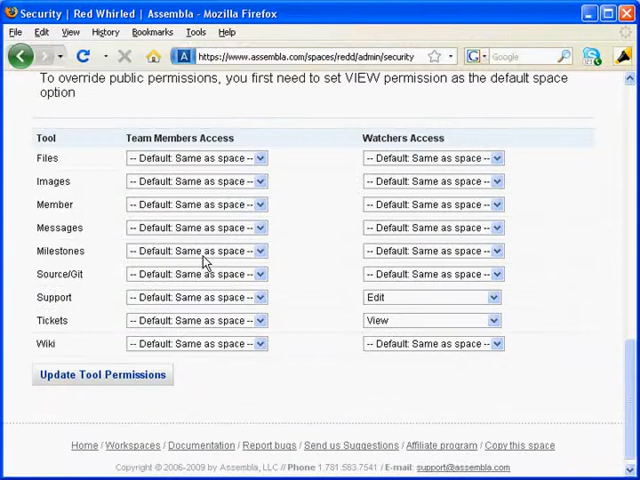 Security | Red Whirled | Assembla - Mozilla Firefox
File Edit View History Bookmarks Tools Help
https://www.assembla.com/spaces/redd/admin/security
Google
To override public permissions, you first need to set VIEW permission as the default space
option
Tool Team Members Access Watchers Access
Files -- Default: Same as space -- -- Default: Same as space --
Images -- Default: Same as space -- -- Default: Same as space --
Member -- Default: Same as space -- -- Default: Same as space --
Messages -- Default: Same as space -- -- Default: Same as space --
Milestones -- Default: Same as space -- -- Default: Same as space --
Source/Git -- Default: Same as space -- -- Default: Same as space --
Support -- Default: Same as space -- Edit
Tickets -- Default: Same as space -- View
Wiki -- Default: Same as space -- -- Default: Same as space --
Update Tool Permissions
Home / Workspaces / Documentation / Report bugs / Send us Suggestions / Affiliate program / Copy this space
Copyright © 2006-2009 by Assembla, LLC // Phone 1.781.583.7541 / E-mail: support@assembla.com